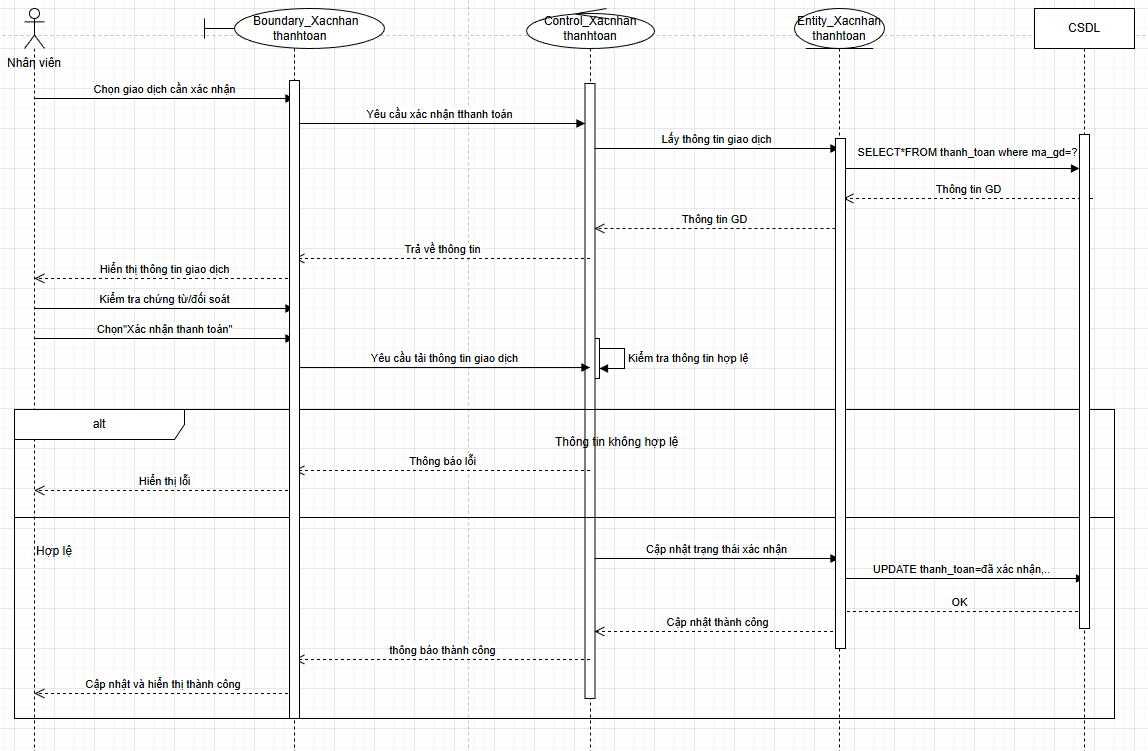 Boundary_Xacnhan
thanhtoan
Control_Xacnhan
thanhtoan
Entity_Xacnhan
thanhtoan
CSDL
Nhân viên
Chọn giao dịch cần xác nhận
Yêu cầu xác nhận tthanh toán
Lấy thông tin giao dịch
SELECT*FROM thanh_toan where ma_gd=?
Thông tin GD
Thông tin GD
Trả về thông tin
Hiển thị thông tin giao dịch
Kiểm tra chứng từ/đối soát
Chọn"Xác nhận thanh toán"
Yêu cầu tải thông tin giao dịch
Kiểm tra thông tin hợp lệ
alt
Thông tin không hợp lệ
Thông báo lỗi
Hiển thị lỗi
Hợp lệ
Cập nhật trạng thái xác nhận
UPDATE thanh_toan=đã xác nhận,..
OK
Cập nhật thành công
thông báo thành công
Cập nhật và hiển thị thành công